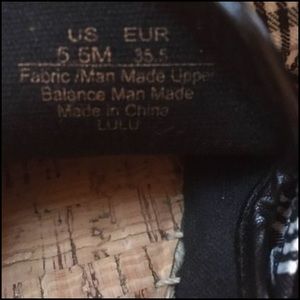 US EUR
5.5M 35.5
Fabric /Man Made Upper
Balance Man Made
Made in China
LULU